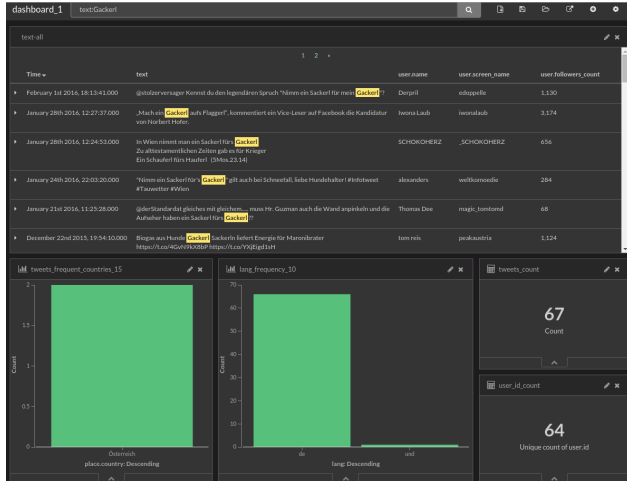 dashboard_1 text:Gackerl
text-all
1 2 »
Time text user.name user.screen_name user.followers_count
February 1st 2016, 18:13:41.000 @stolzerversager Kennst du den legendären Spruch "Nimm ein Sackerl für mein Gackerl"? Derpril edoppelle 1,130
January 28th 2016, 12:27:37.000 „Mach ein Gackerl aufs Flaggerl", kommentiert ein Vice-Leser auf Facebook die Kandidatur Iwona Laub iwonalaub 3,174
von Norbert Hofer.
January 28th 2016, 12:24:53.000 In Wien nimmt man ein Sackerl fürs Gackerl SCHOKOHERZ _SCHOKOHERZ 656
Zu alttestamentlichen Zeiten gab es für Krieger
Ein Schauferl fürs Hauferl (5Mos.23.14)
January 24th 2016, 22:03:20.000 "Nimm ein Sackerl für's Gackerl" gilt auch bei Schneefall, liebe Hundehalter! #Infotweet alexanders weltkomoedie 284
#Tauwetter #Wien
January 21st 2016, 11:25:28.000 @derStandardat gleiches mit gleichem.... muss Hr. Guzman auch die Wand anpinkeln und die Thomas Dee magic_tomtomd 68
Aufseher haben ein Sackerl fürs Gackerl ??
December 22nd 2015, 19:54:10.000 Biogas aus Hunde Gackerl Sackerln liefert Energie für Maronibrater tom reis peakaustria 1,124
https://t.co/4GvN9kX8bP https://t.co/YXjEigd1sH
tweets_frequent_countries_15
2
1.5
1
0.5
0
Count
Österreich
place.country: Descending
lang_frequency_10
70
60
50
40
30
20
10
0
Count
de und
lang: Descending
tweets_count
67
Count
user_id_count
64
Unique count of user.id